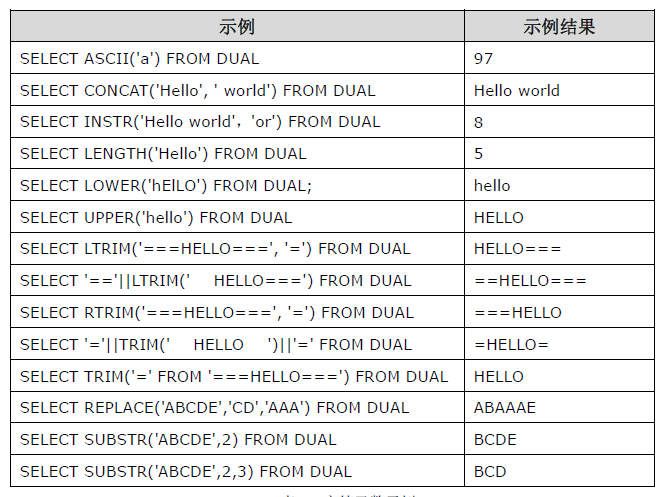 示例 示例结果
SELECT ASCII('a') FROM DUAL 97
SELECT CONCAT('Hello', ' world') FROM DUAL Hello world
SELECT INSTR('Hello world'，'or') FROM DUAL 8
SELECT LENGTH('Hello') FROM DUAL 5
SELECT LOWER('hElLO') FROM DUAL; hello
SELECT UPPER('hello') FROM DUAL HELLO
SELECT LTRIM('===HELLO===', '=') FROM DUAL HELLO===
SELECT '=='||LTRIM('    HELLO===') FROM DUAL ==HELLO===
SELECT RTRIM('===HELLO===', '=') FROM DUAL ===HELLO
SELECT '='||TRIM('    HELLO    ')||'=' FROM DUAL =HELLO=
SELECT TRIM('=' FROM '===HELLO===') FROM DUAL HELLO
SELECT REPLACE('ABCDE','CD','AAA') FROM DUAL ABAAAE
SELECT SUBSTR('ABCDE',2) FROM DUAL BCDE
SELECT SUBSTR('ABCDE',2,3) FROM DUAL BCD